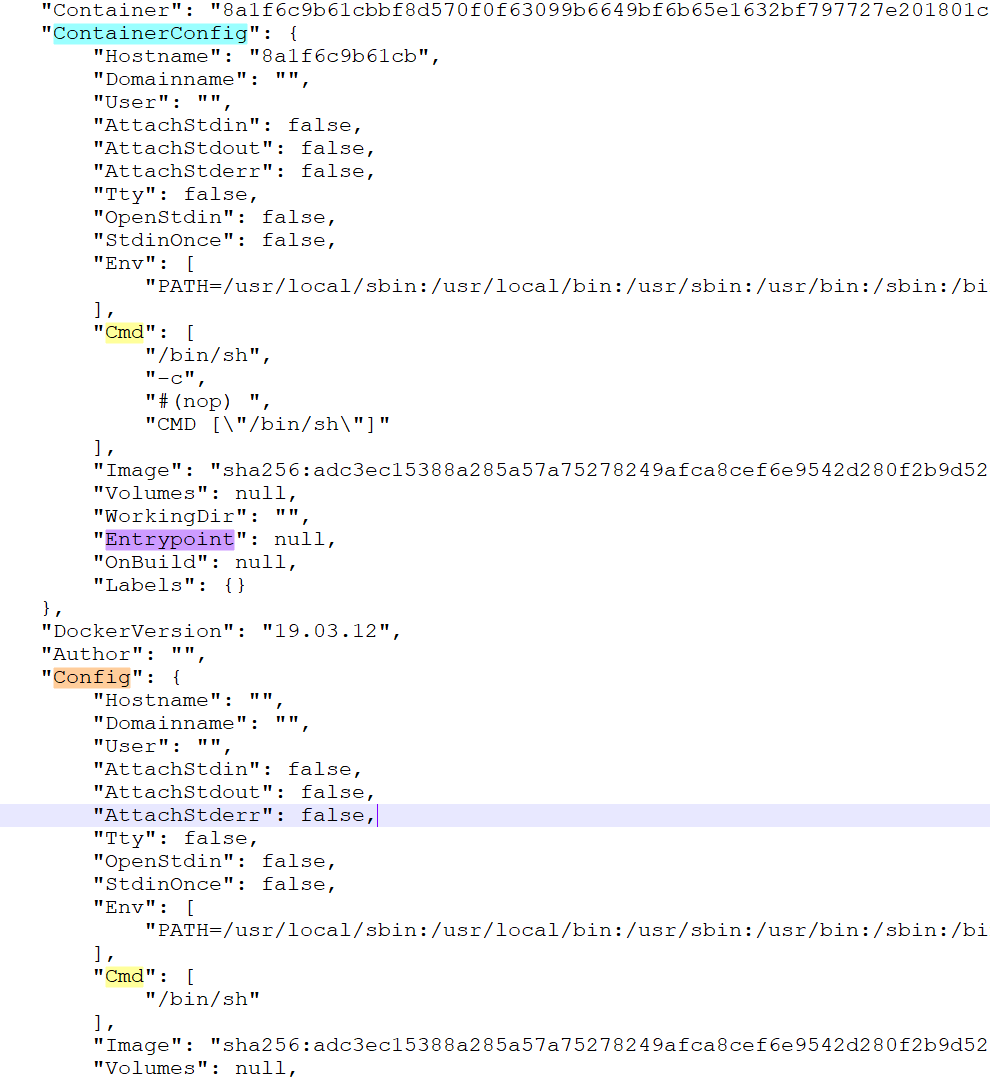 "Container": "8a1f6c9b61cbbf8d570f0f63099b6649bf6b65e1632bf797727e201801c
"ContainerConfig": {
"Hostname": "8a1f6c9b61cb",
"Domainname": "",
"User": "",
"AttachStdin": false,
"AttachStdout": false,
"AttachStderr": false,
"Tty": false,
"OpenStdin": false,
"StdinOnce": false,
"Env": [
"PATH=/usr/local/sbin:/usr/local/bin:/usr/sbin:/usr/bin:/sbin:/bi
],
"Cmd": [
"/bin/sh",
"-c",
"#(nop) ",
"CMD [\"/bin/sh\"]"
],
"Image": "sha256:adc3ec15388a285a57a75278249afca8cef6e9542d280f2b9d52
"Volumes": null,
"WorkingDir": "",
"Entrypoint": null,
"OnBuild": null,
"Labels": {}
},
"DockerVersion": "19.03.12",
"Author": "",
"Config": {
"Hostname": "",
"Domainname": "",
"User": "",
"AttachStdin": false,
"AttachStdout": false,
"AttachStderr": false,
"Tty": false,
"OpenStdin": false,
"StdinOnce": false,
"Env": [
"PATH=/usr/local/sbin:/usr/local/bin:/usr/sbin:/usr/bin:/sbin:/bi
],
"Cmd": [
"/bin/sh"
],
"Image": "sha256:adc3ec15388a285a57a75278249afca8cef6e9542d280f2b9d52
"Volumes": null,